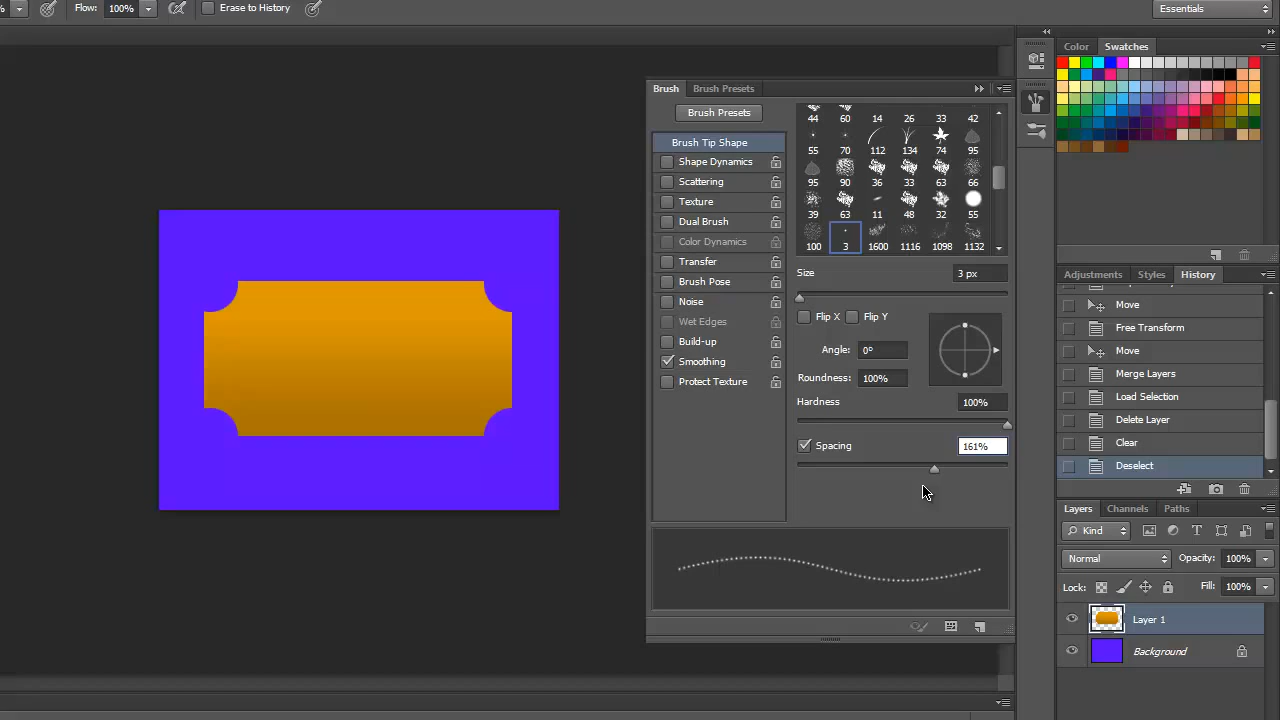 % Flow: 100% Erase to History Essentials
Color Swatches
Brush Brush Presets
Brush Presets
Brush Tip Shape
Shape Dynamics
Scattering
Texture
Dual Brush
Color Dynamics
Transfer
Brush Pose
Noise
Wet Edges
Build-up
Smoothing
Protect Texture
44 60 14 26 33 42
55 70 112 134 74 95
95 90 36 33 63 66
39 63 11 48 32 55
100 3 1600 1116 1098 1132
Size 3 px
Flip X Flip Y
Angle: 0°
Roundness: 100%
Hardness 100%
Spacing 161%
Adjustments Styles History
Move
Free Transform
Move
Merge Layers
Load Selection
Delete Layer
Clear
Deselect
Layers Channels Paths
Kind
Normal Opacity: 100%
Lock: Fill: 100%
Layer 1
Background